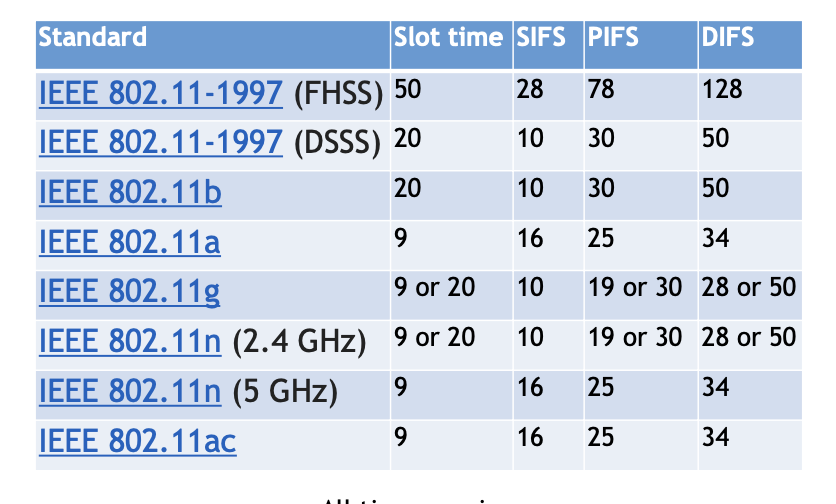 Standard Slot time SIFS PIFS DIFS
IEEE 802.11-1997 (FHSS) 50 28 78 128
IEEE 802.11-1997 (DSSS) 20 10 30 50
IEEE 802.11b 20 10 30 50
IEEE 802.11a 9 16 25 34
IEEE 802.11g 9 or 20 10 19 or 30 28 or 50
IEEE 802.11n (2.4 GHz) 9 or 20 10 19 or 30 28 or 50
IEEE 802.11n (5 GHz) 9 16 25 34
IEEE 802.11ac 9 16 25 34